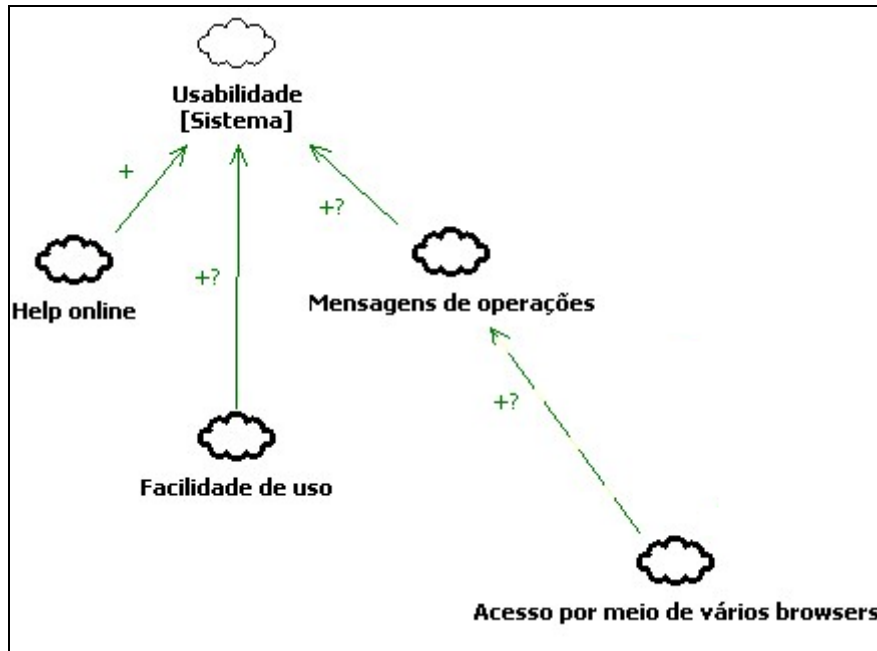 Usabilidade
[Sistema]
+
+?
+?
Help online
Mensagens de operações
+?
Facilidade de uso
Acesso por meio de vários browsers